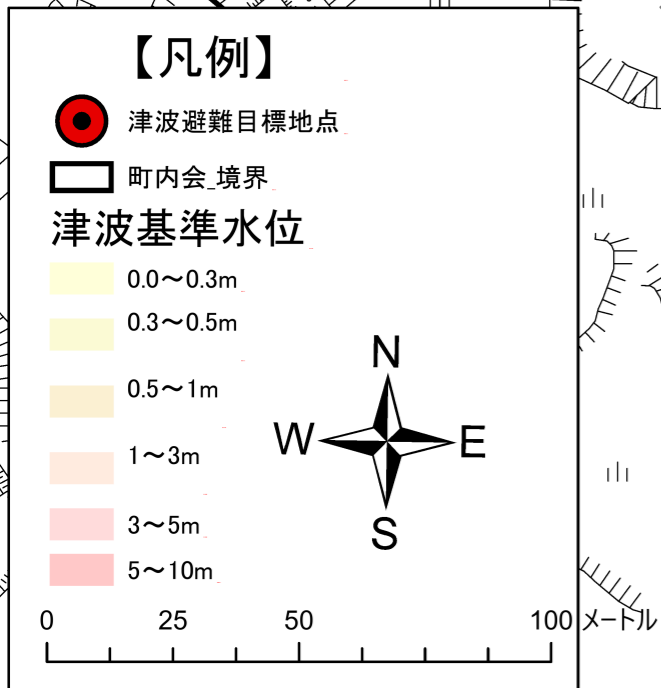 【凡例】
津波避難目標地点
町内会_境界
津波基準水位
0.0～0.3m
0.3～0.5m
0.5～1m
1～3m
3～5m
5～10m
N
W E
S
0 25 50 100 メートル